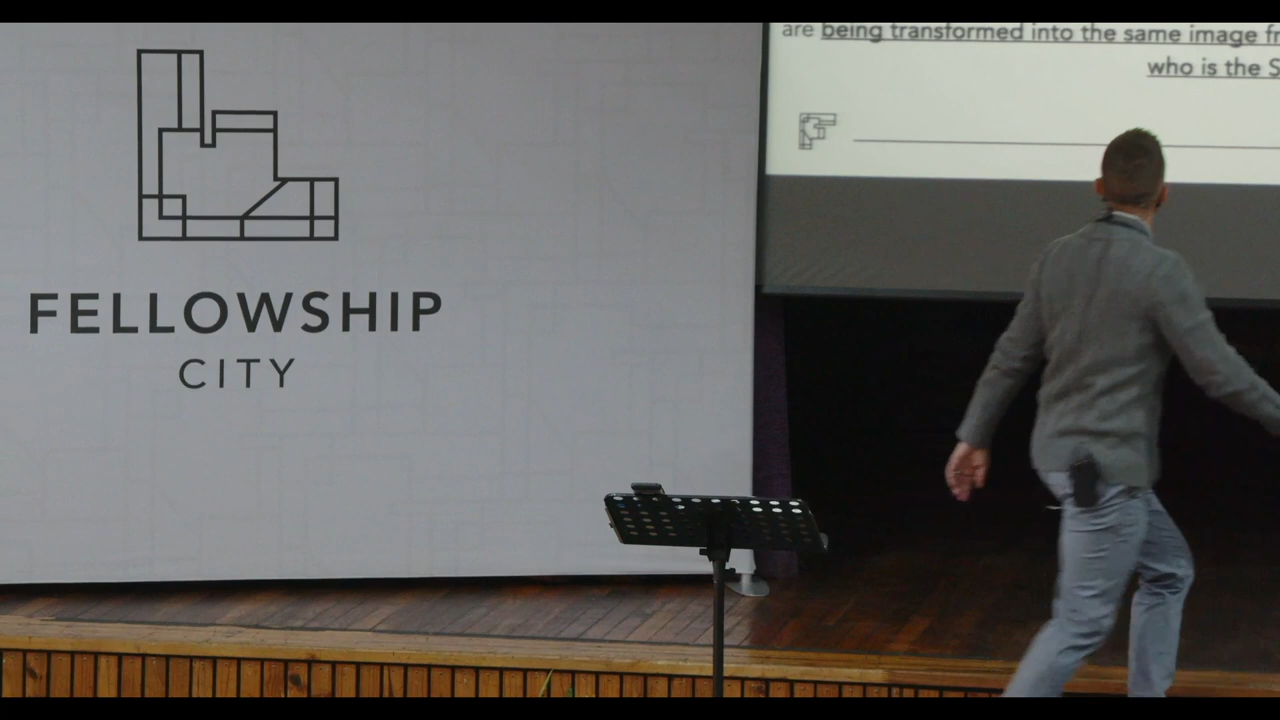 FELLOWSHIP
CITY
are being transformed into the same image
who is the